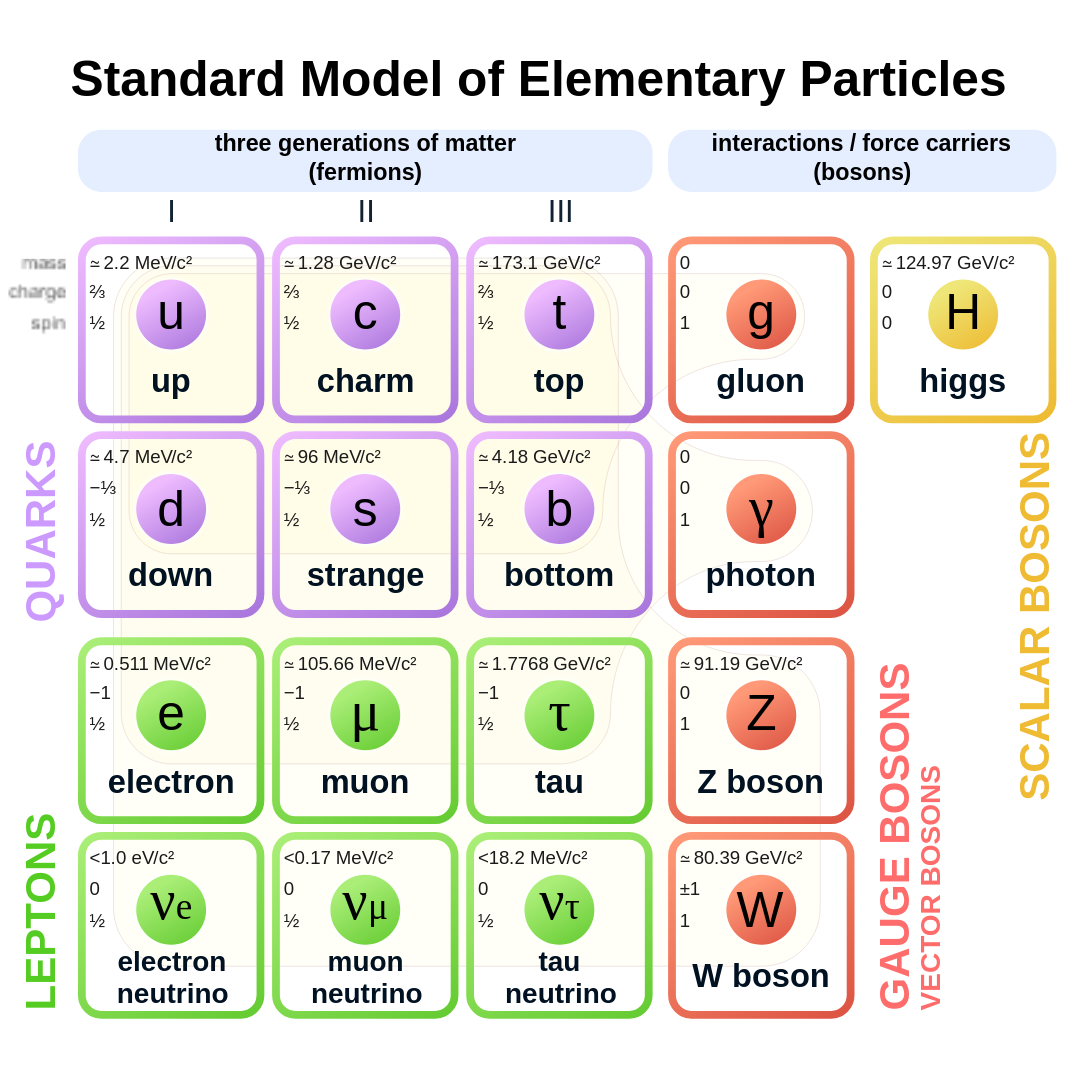 Standard Model of Elementary Particles
three generations of matter
(fermions)
interactions / force carriers
(bosons)
I
II
III
mass
charge
spin
≃ 2.2 MeV/c²
⅔
½
u
up
≃ 1.28 GeV/c²
⅔
½
c
charm
≃ 173.1 GeV/c²
⅔
½
t
top
0
0
1
g
gluon
≃ 124.97 GeV/c²
0
0
H
higgs
QUARKS
≃ 4.7 MeV/c²
−⅓
½
d
down
≃ 96 MeV/c²
−⅓
½
s
strange
≃ 4.18 GeV/c²
−⅓
½
b
bottom
0
0
1
γ
photon
SCALAR BOSONS
LEPTONS
≃ 0.511 MeV/c²
−1
½
e
electron
≃ 105.66 MeV/c²
−1
½
μ
muon
≃ 1.7768 GeV/c²
−1
½
τ
tau
≃ 91.19 GeV/c²
0
1
Z
Z boson
GAUGE BOSONS
VECTOR BOSONS
<1.0 eV/c²
0
½
νe
electron
neutrino
<0.17 MeV/c²
0
½
νμ
muon
neutrino
<18.2 MeV/c²
0
½
ντ
tau
neutrino
≃ 80.39 GeV/c²
±1
1
W
W boson